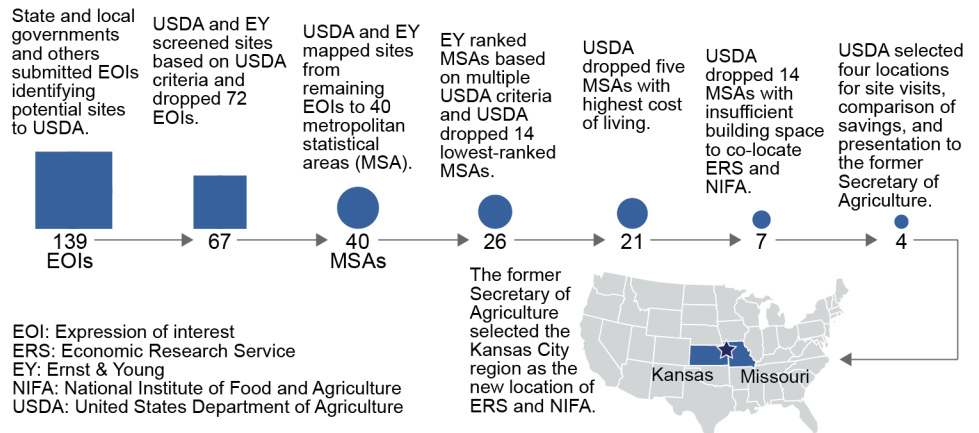 State and local
governments
and others
submitted EOIs
identifying
potential sites
to USDA.
USDA and EY
screened sites
based on USDA
criteria and
dropped 72
EOIs.
USDA and EY
mapped sites
from
remaining
EOIs to 40
metropolitan
statistical
areas (MSA).
EY ranked
MSAs based
on multiple
USDA criteria
and USDA
dropped 14
lowest-ranked
MSAs.
USDA
dropped five
MSAs with
highest cost
of living.
USDA
dropped 14
MSAs with
insufficient
building space
to co-locate
ERS and
NIFA.
USDA selected
four locations
for site visits,
comparison of
savings, and
presentation to
the former
Secretary of
Agriculture.
139
EOIs
67
40
MSAs
26
21
7
4
The former
Secretary of
Agriculture
selected the
Kansas City
region as the
new location of
ERS and NIFA.
Kansas
Missouri
EOI: Expression of interest
ERS: Economic Research Service
EY: Ernst & Young
NIFA: National Institute of Food and Agriculture
USDA: United States Department of Agriculture